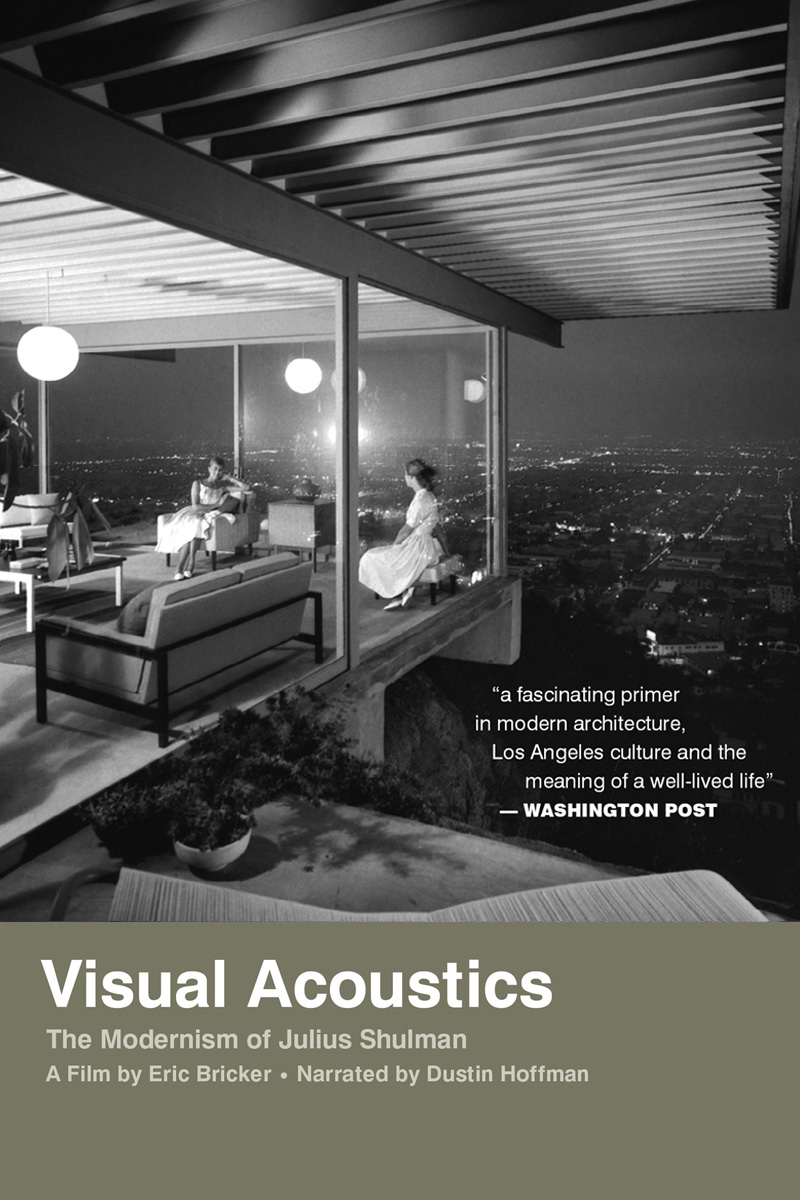 “a fascinating primer
in modern architecture,
Los Angeles culture and the
meaning of a well-lived life”
— WASHINGTON POST
Visual Acoustics
The Modernism of Julius Shulman
A Film by Eric Bricker • Narrated by Dustin Hoffman